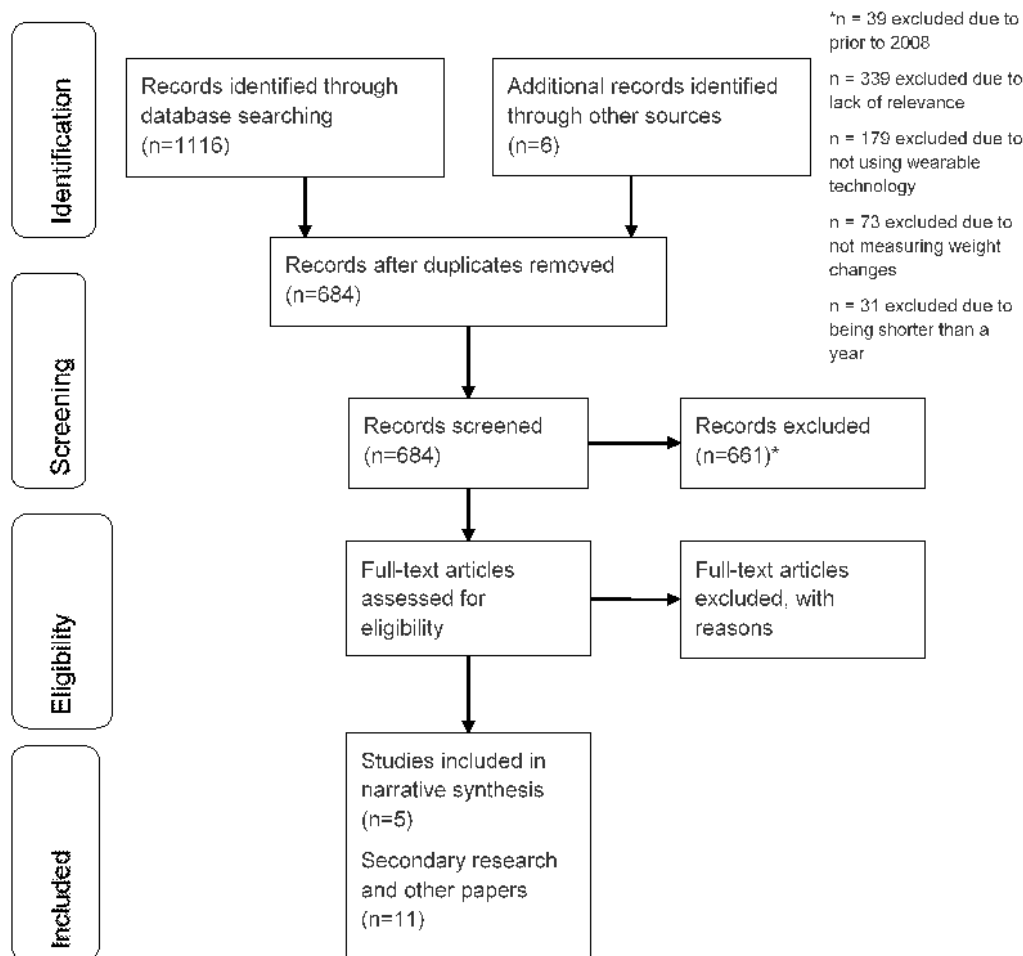 Identification
Records identified through
database searching
(n=1116)
Additional records identified
through other sources
(n=6)
*n = 39 excluded due to
prior to 2008
n = 339 excluded due to
lack of relevance
n = 179 excluded due to
not using wearable
technology
n = 73 excluded due to
not measuring weight
changes
n = 31 excluded due to
being shorter than a
year
Records after duplicates removed
(n=684)
Screening
Records screened
(n=684)
Records excluded
(n=661)*
Eligibility
Full-text articles
assessed for
eligibility
Full-text articles
excluded, with
reasons
Included
Studies included in
narrative synthesis
(n=5)
Secondary research
and other papers
(n=11)